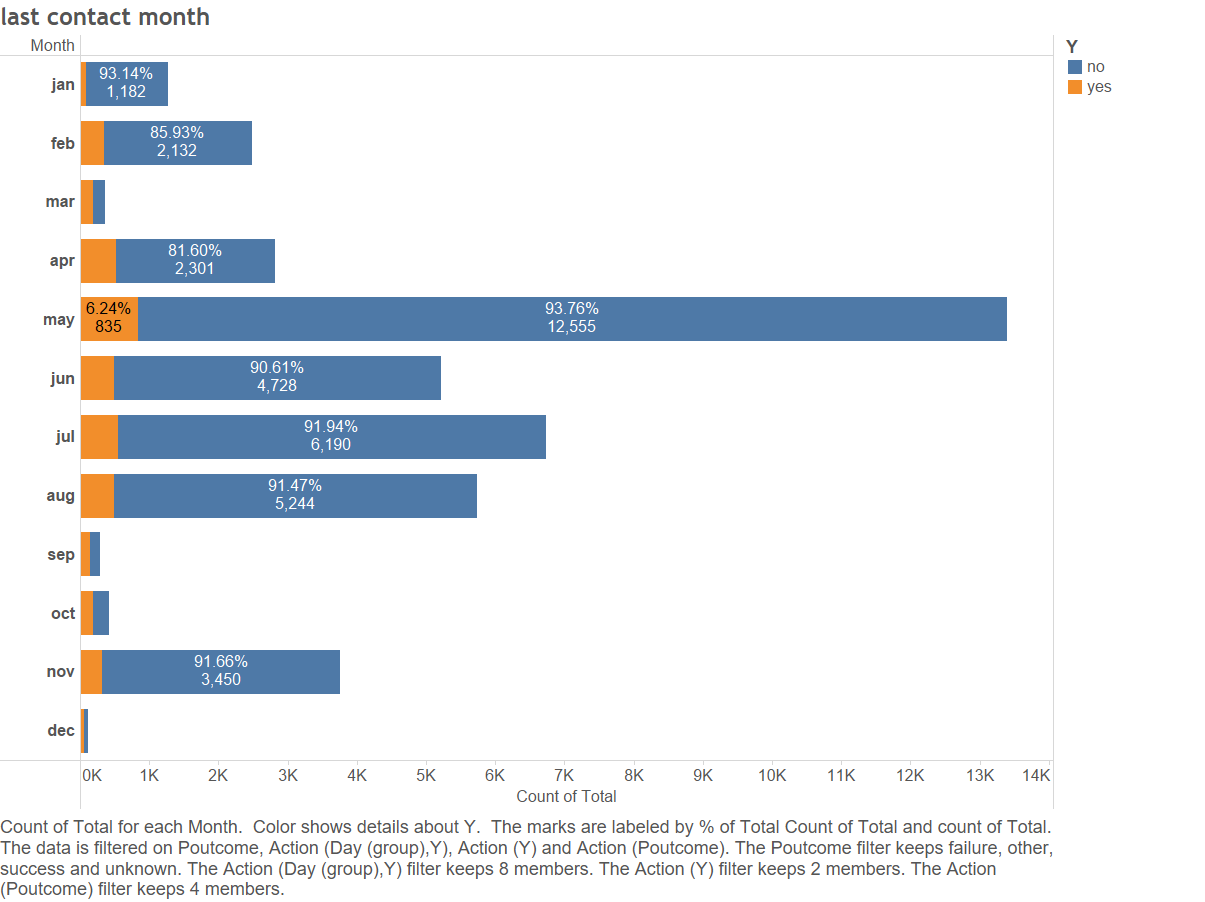 last contact month
Month
Y
no
yes
jan
93.14%
1,182
feb
85.93%
2,132
mar
apr
81.60%
2,301
may
6.24%
835
93.76%
12,555
jun
90.61%
4,728
jul
91.94%
6,190
aug
91.47%
5,244
sep
oct
nov
91.66%
3,450
dec
0K 1K 2K 3K 4K 5K 6K 7K 8K 9K 10K 11K 12K 13K 14K
Count of Total
Count of Total for each Month.  Color shows details about Y.  The marks are labeled by % of Total Count of Total and count of Total.
The data is filtered on Poutcome, Action (Day (group),Y), Action (Y) and Action (Poutcome). The Poutcome filter keeps failure, other,
success and unknown. The Action (Day (group),Y) filter keeps 8 members. The Action (Y) filter keeps 2 members. The Action
(Poutcome) filter keeps 4 members.